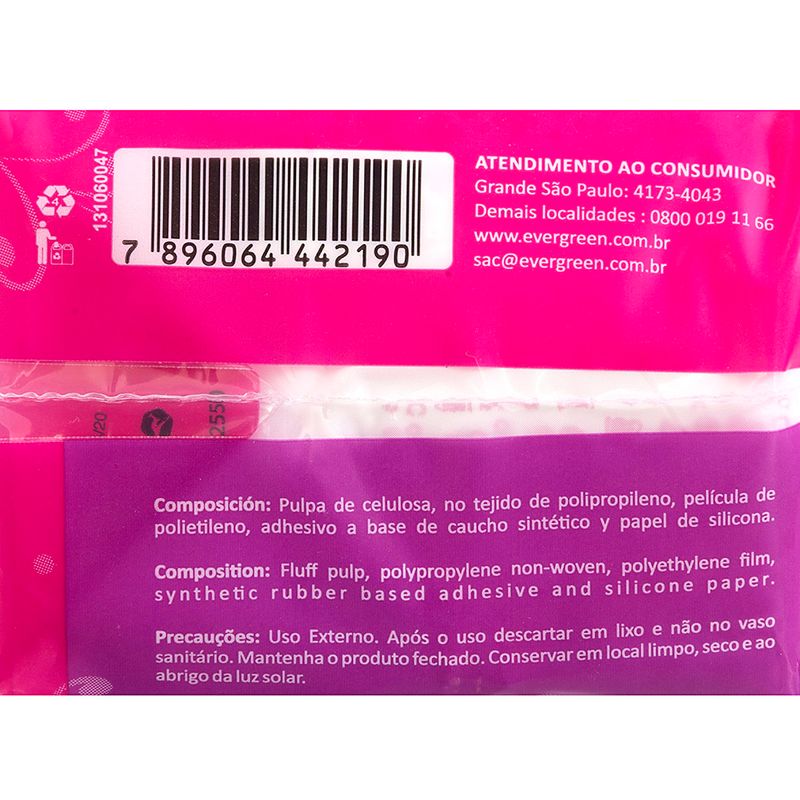 131060047
4
7 896064 442190
ATENDIMENTO AO CONSUMIDOR
Grande São Paulo: 4173-4043
Demais localidades : 0800 019 11 66
www.evergreen.com.br
sac@evergreen.com.br
/20
2550
Composición: Pulpa de celulosa, no tejido de polipropileno, película de
polietileno, adhesivo a base de caucho sintético y papel de silicona.
Composition: Fluff pulp, polypropylene non-woven, polyethylene film,
synthetic rubber based adhesive and silicone paper.
Precauções: Uso Externo. Após o uso descartar em lixo e não no vaso
sanitário. Mantenha o produto fechado. Conservar em local limpo, seco e ao
abrigo da luz solar.